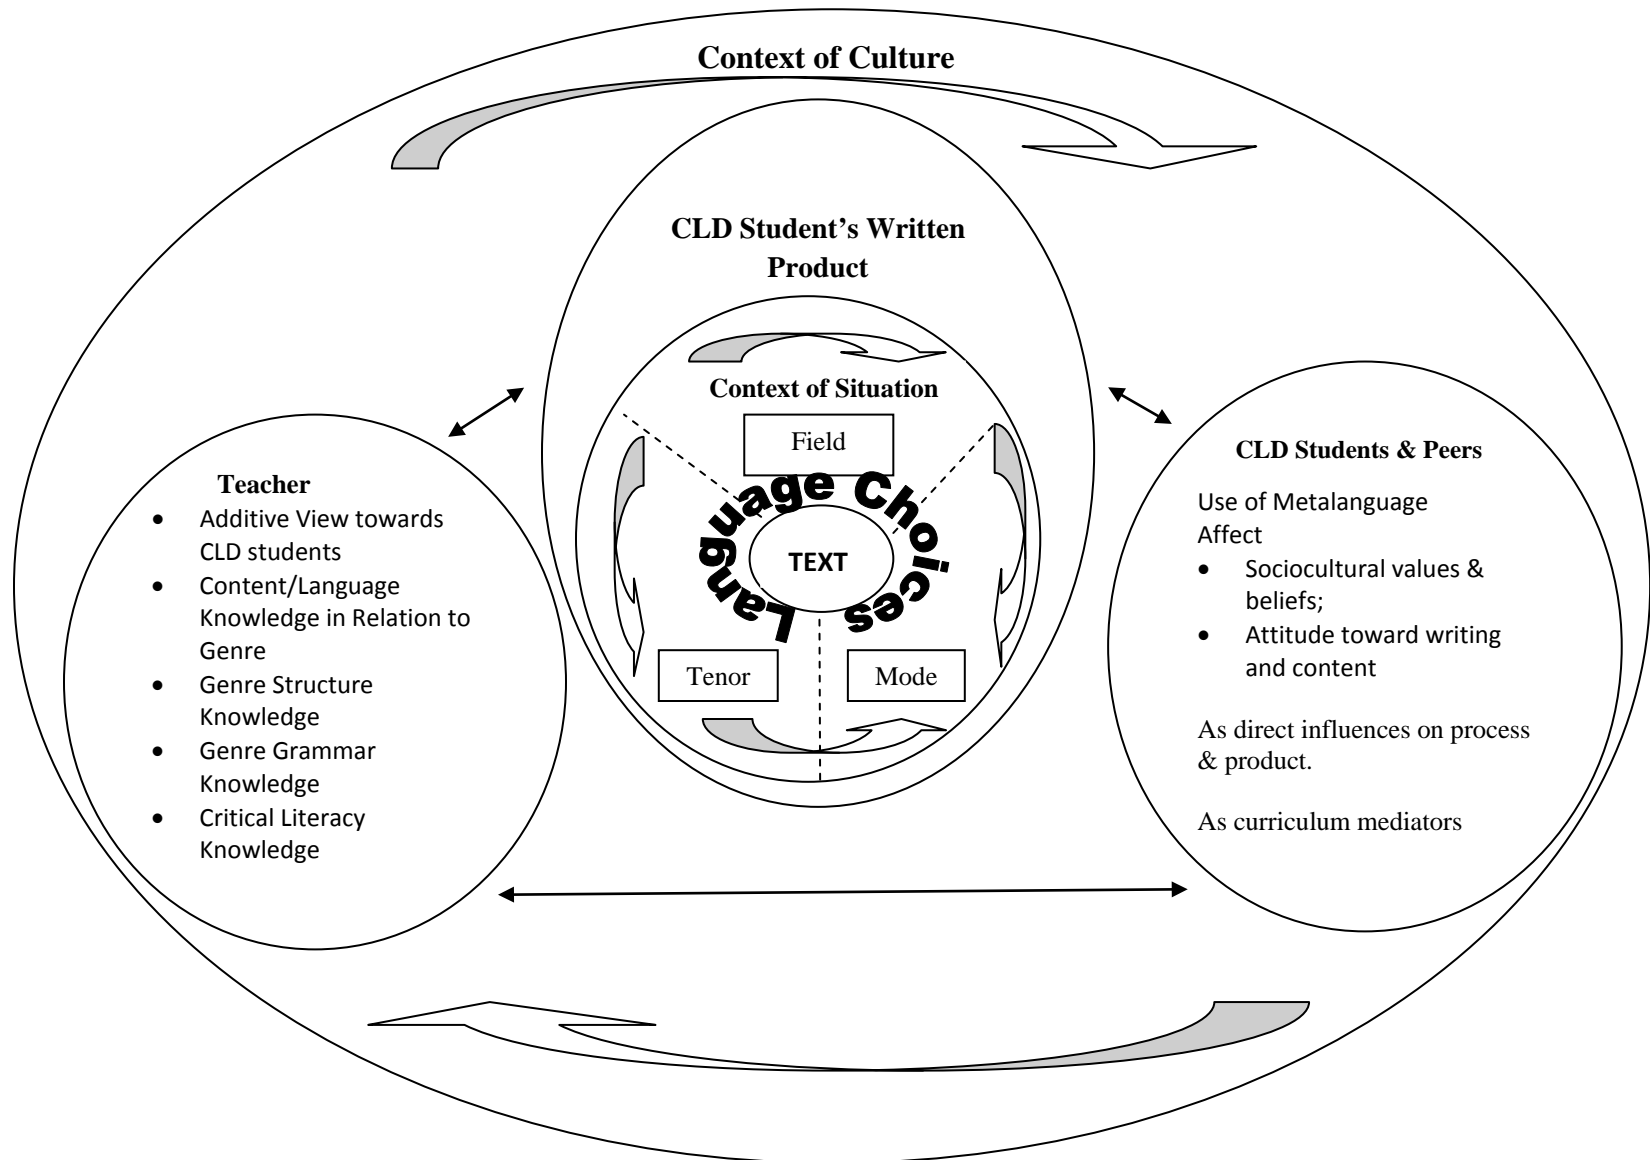 Context of Culture
CLD Student’s Written
Product
Context of Situation
Field
Language Choices
TEXT
Tenor
Mode
Teacher
• Additive View towards
CLD students
• Content/Language
Knowledge in Relation to
Genre
• Genre Structure
Knowledge
• Genre Grammar
Knowledge
• Critical Literacy
Knowledge
CLD Students & Peers
Use of Metalanguage
Affect
• Sociocultural values &
beliefs;
• Attitude toward writing
and content
As direct influences on process
& product.
As curriculum mediators